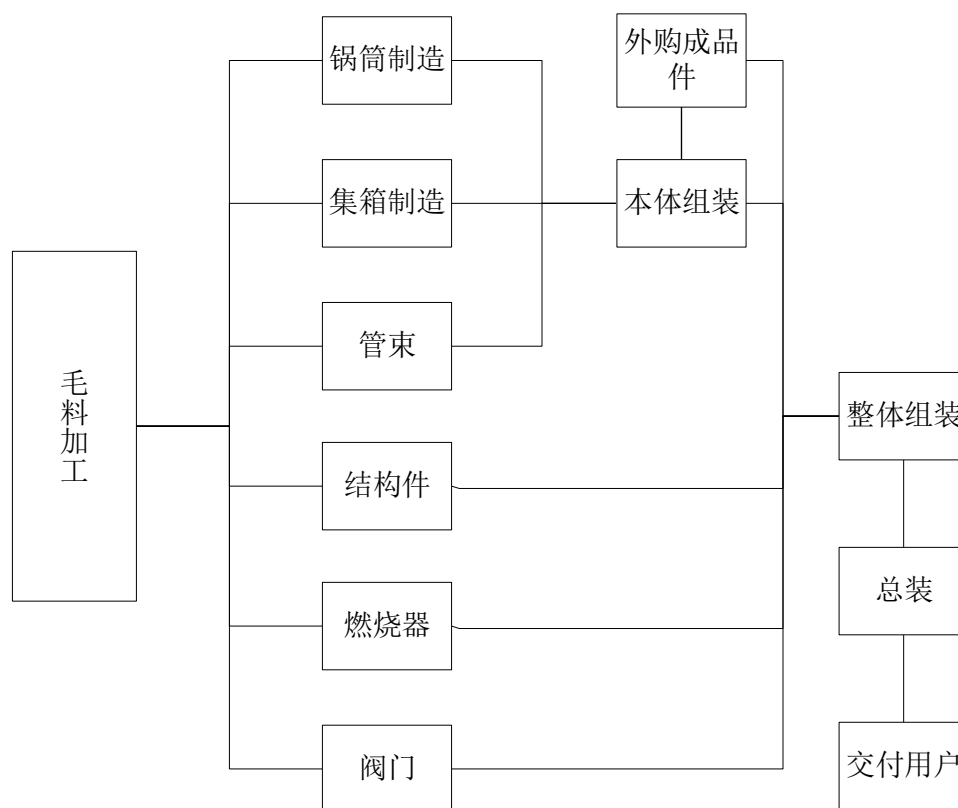 毛料加工
锅筒制造
集箱制造
管束
结构件
燃烧器
阀门
外购成品
件
本体组装
整体组装
总装
交付用户